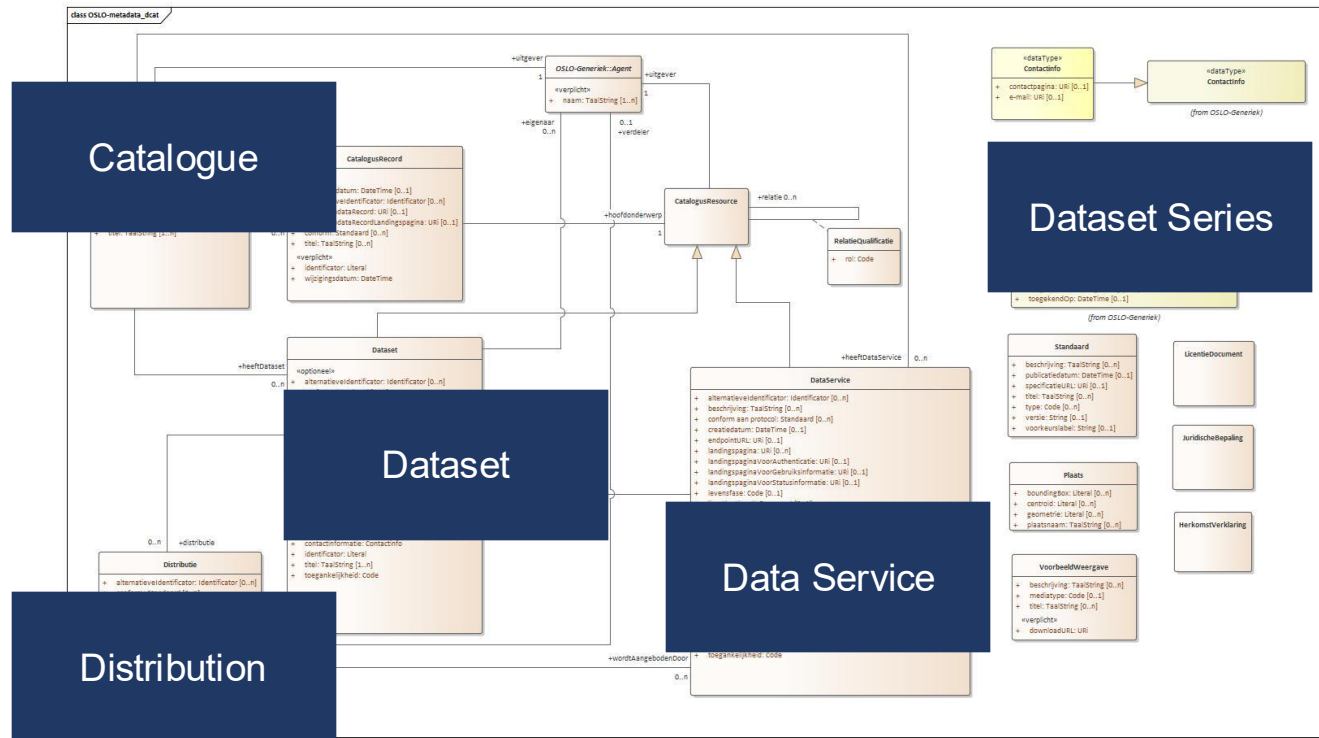 class OSLO-metadata_dcat
+uitgever
1
OSLO-Generiek::Agent
«verplicht»
+ naam: TaalString [1..n]
+uitgever
1
+eigenaar
0..n
0..1
+verdeler
«dataType»
ContactInfo
+ contactpagina: URI [0..1]
+ e-mail: URI [0..1]
«dataType»
ContactInfo
(from OSLO-Generiek)
Catalogue
titel: TaalString [1..n]
0..n
CatalogusRecord
datum: DateTime [0..1]
veIdentificator: Identificator [0..n]
dataRecord: URI [0..1]
dataRecordLandingspagina: URI [0..1]
+ conform: Standaard [0..n]
+ titel: TaalString [0..n]
«verplicht»
+ identificator: Literal
+ wijzigingsdatum: DateTime
+hoofdonderwerp
1
CatalogusResource
+relatie 0..n
RelatieQualificatie
+ rol: Code
Dataset Series
+ toegekendOp: DateTime [0..1]
(from OSLO-Generiek)
+heeftDataset
0..n
Dataset
«optioneel»
+ alternatieveIdentificator: Identificator [0..n]
Dataset
contactinformatie: ContactInfo
+ identificator: Literal
+ titel: TaalString [1..n]
+ toegankelijkheid: Code
+heeftDataService
0..n
DataService
+ alternatieveIdentificator: Identificator [0..n]
+ beschrijving: TaalString [0..n]
+ conform aan protocol: Standaard [0..n]
+ creatiedatum: DateTime [0..1]
+ endpointURL: URI [0..1]
+ landingspagina: URI [0..n]
+ landingspaginaVoorAuthenticatie: URI [0..1]
+ landingspaginaVoorGebruiksinformatie: URI [0..1]
+ landingspaginaVoorStatusinformatie: URI [0..1]
+ levensfase: Code [0..1]
Data Service
+ toegankelijkheid: Code
Standaard
+ beschrijving: TaalString [0..n]
+ publicatiedatum: DateTime [0..1]
+ specificatieURL: URI [0..1]
+ titel: TaalString [0..n]
+ type: Code [0..n]
+ versie: String [0..1]
+ voorkeurslabel: String [0..1]
LicentieDocument
JuridischeBepaling
Plaats
+ boundingBox: Literal [0..n]
+ centroid: Literal [0..n]
+ geometrie: Literal [0..n]
+ plaatsnaam: TaalString [0..n]
HerkomstVerklaring
VoorbeeldWeergave
+ beschrijving: TaalString [0..n]
+ mediatype: Code [0..1]
+ titel: TaalString [0..n]
«verplicht»
+ downloadURL: URI
0..n +distributie
Distributie
+ alternatieveIdentificator: Identificator [0..n]
Distribution
+wordtAangebodenDoor
0..n